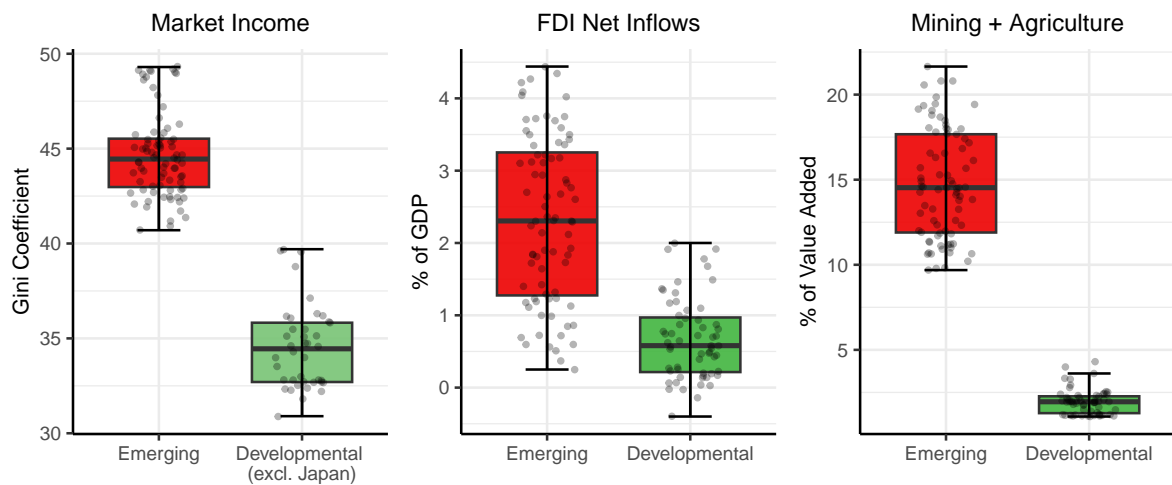 Market Income
FDI Net Inflows
Mining + Agriculture
Gini Coefficient
50
45
40
35
30
Emerging
Developmental
(excl. Japan)
% of GDP
4
3
2
1
0
Emerging
Developmental
% of Value Added
20
15
10
5
Emerging
Developmental